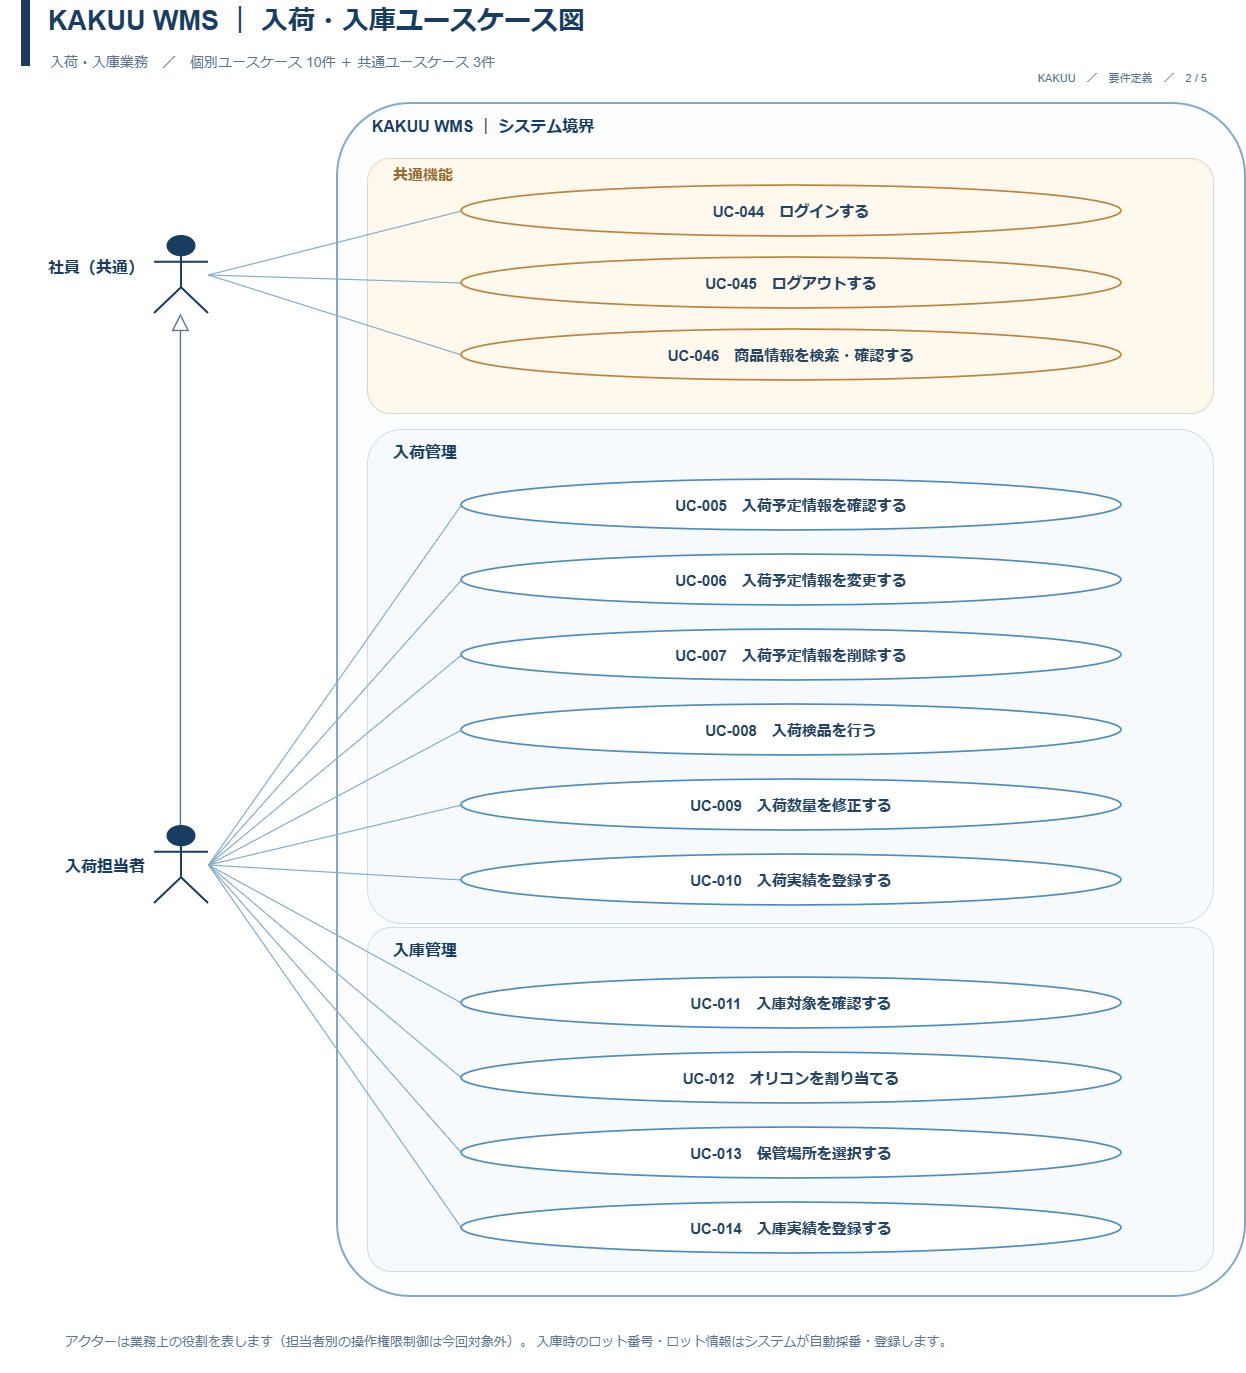 KAKUU WMS ｜ 入荷・入庫ユースケース図
入荷・入庫業務　／　個別ユースケース 10件 ＋ 共通ユースケース 3件
KAKUU　／　要件定義　／　2 / 5
KAKUU WMS ｜ システム境界
共通機能
UC-044　ログインする
社員（共通）
UC-045　ログアウトする
UC-046　商品情報を検索・確認する
入荷管理
UC-005　入荷予定情報を確認する
UC-006　入荷予定情報を変更する
UC-007　入荷予定情報を削除する
UC-008　入荷検品を行う
UC-009　入荷数量を修正する
入荷担当者
UC-010　入荷実績を登録する
入庫管理
UC-011　入庫対象を確認する
UC-012　オリコンを割り当てる
UC-013　保管場所を選択する
UC-014　入庫実績を登録する
アクターは業務上の役割を表します（担当者別の操作権限制御は今回対象外）。 入庫時のロット番号・ロット情報はシステムが自動採番・登録します。